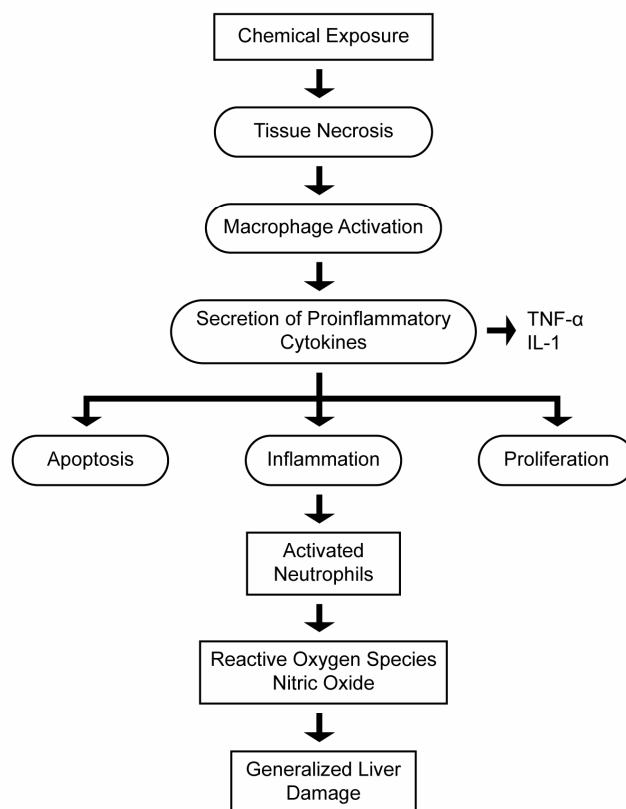 Chemical Exposure
Tissue Necrosis
Macrophage Activation
Secretion of Proinflammatory
Cytokines
TNF-α
IL-1
Apoptosis
Inflammation
Proliferation
Activated
Neutrophils
Reactive Oxygen Species
Nitric Oxide
Generalized Liver
Damage